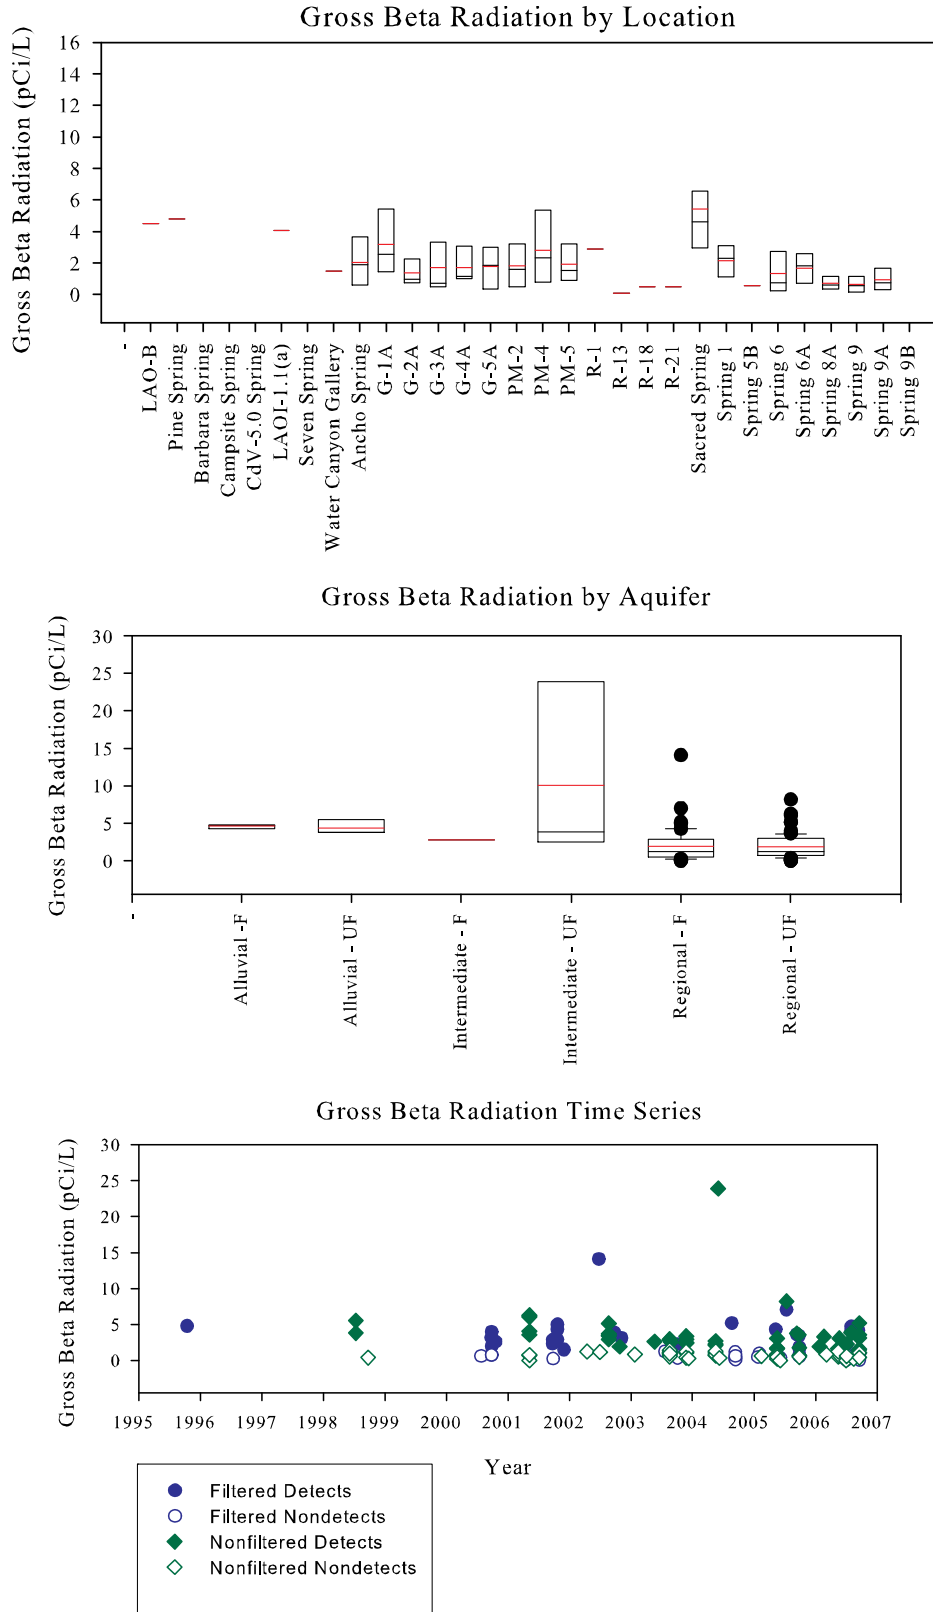 Gross Beta Radiation by Location
Gross Beta Radiation (pCi/L)
16
14
12
10
8
6
4
2
0
-
LAO-B
Pine Spring
Barbara Spring
Campsite Spring
CdV-5.0 Spring
LAOI-1.1(a)
Seven Spring
Water Canyon Gallery
Ancho Spring
G-1A
G-2A
G-3A
G-4A
G-5A
PM-2
PM-4
PM-5
R-1
R-13
R-18
R-21
Sacred Spring
Spring 1
Spring 5B
Spring 6
Spring 6A
Spring 8A
Spring 9
Spring 9A
Spring 9B
Gross Beta Radiation by Aquifer
Gross Beta Radiation (pCi/L)
30
25
20
15
10
5
0
-
Alluvial -F
Alluvial - UF
Intermediate - F
Intermediate - UF
Regional - F
Regional - UF
Gross Beta Radiation Time Series
Gross Beta Radiation (pCi/L)
30
25
20
15
10
5
0
1995 1996 1997 1998 1999 2000 2001 2002 2003 2004 2005 2006 2007
Year
Filtered Detects
Filtered Nondetects
Nonfiltered Detects
Nonfiltered Nondetects